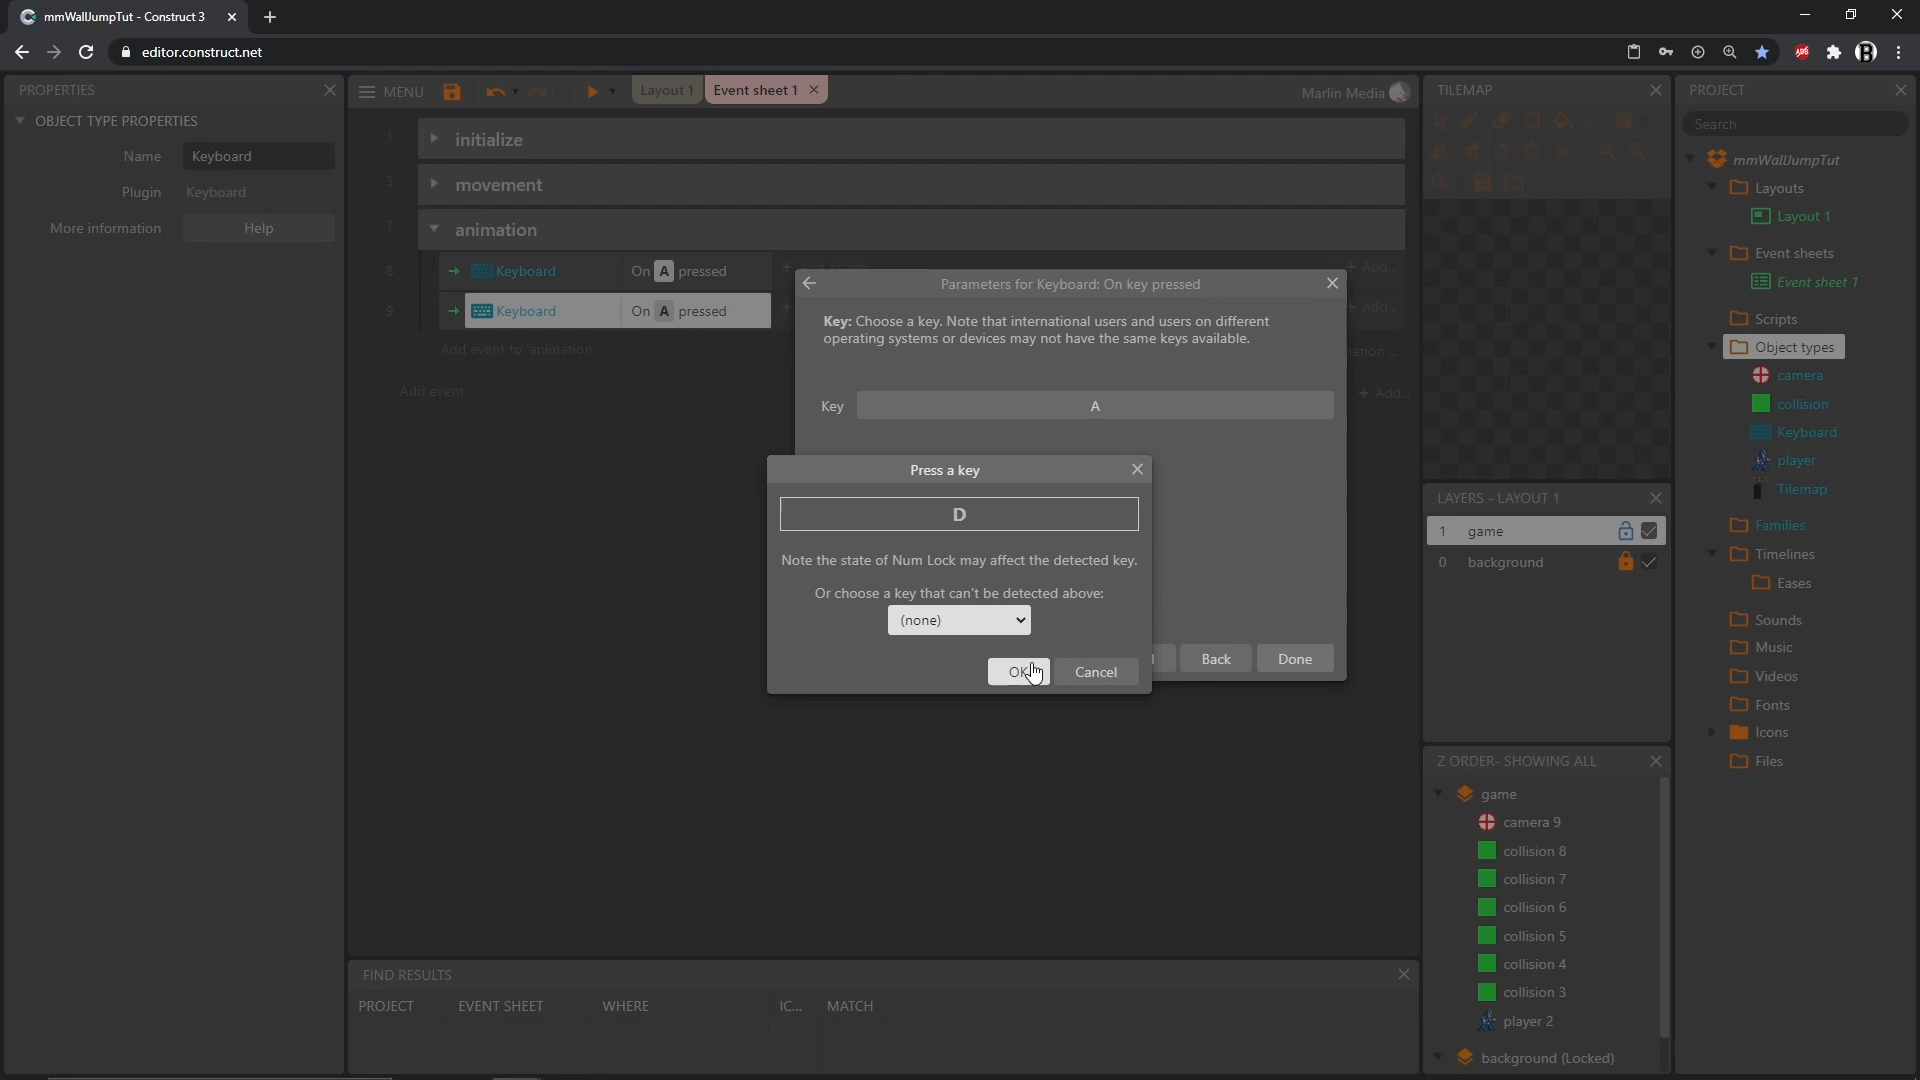 mmWallJumpTut - Construct 3
editor.construct.net
PROPERTIES
OBJECT TYPE PROPERTIES
Name Keyboard
Plugin Keyboard
More information Help
MENU
Layout 1
Event sheet 1
Marlin Media
1 initialize
3 movement
7 animation
8 Keyboard On A pressed
+ Add...
9 Keyboard On A pressed
+ Add...
Add event to 'animation'
Add event
+ Add...
Parameters for Keyboard: On key pressed
Key: Choose a key. Note that international users and users on different
operating systems or devices may not have the same keys available.
Key A
Back Done
Press a key
D
Note the state of Num Lock may affect the detected key.
Or choose a key that can't be detected above:
(none)
OK Cancel
FIND RESULTS
PROJECT EVENT SHEET WHERE IC... MATCH
TILEMAP
LAYERS - LAYOUT 1
1 game
0 background
Z ORDER- SHOWING ALL
game
camera 9
collision 8
collision 7
collision 6
collision 5
collision 4
collision 3
player 2
background (Locked)
PROJECT
Search
mmWallJumpTut
Layouts
Layout 1
Event sheets
Event sheet 1
Scripts
Object types
camera
collision
Keyboard
player
Tilemap
Families
Timelines
Eases
Sounds
Music
Videos
Fonts
Icons
Files